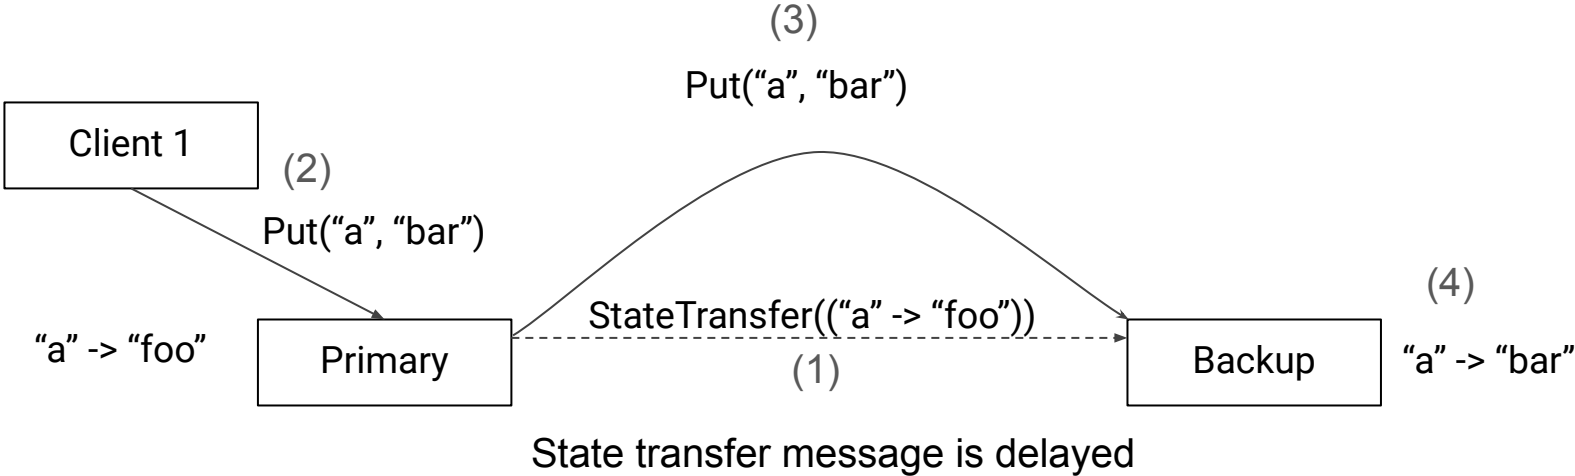 (3)
Put(“a”, “bar”)
Client 1
(2)
Put(“a”, “bar”)
StateTransfer((“a” -> “foo”))
(4)
“a” -> “foo”
Primary
(1)
Backup
“a” -> “bar”
State transfer message is delayed